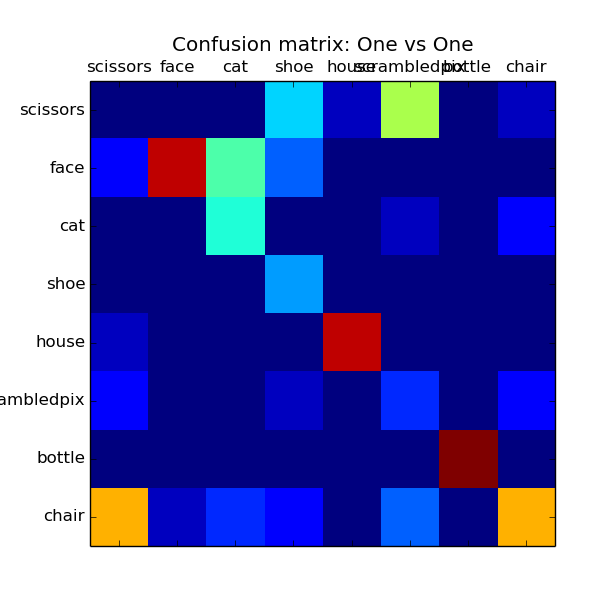 Confusion matrix: One vs One
scissors face cat shoe house scrambledpix bottle chair
scissors
face
cat
shoe
house
ambledpix
bottle
chair